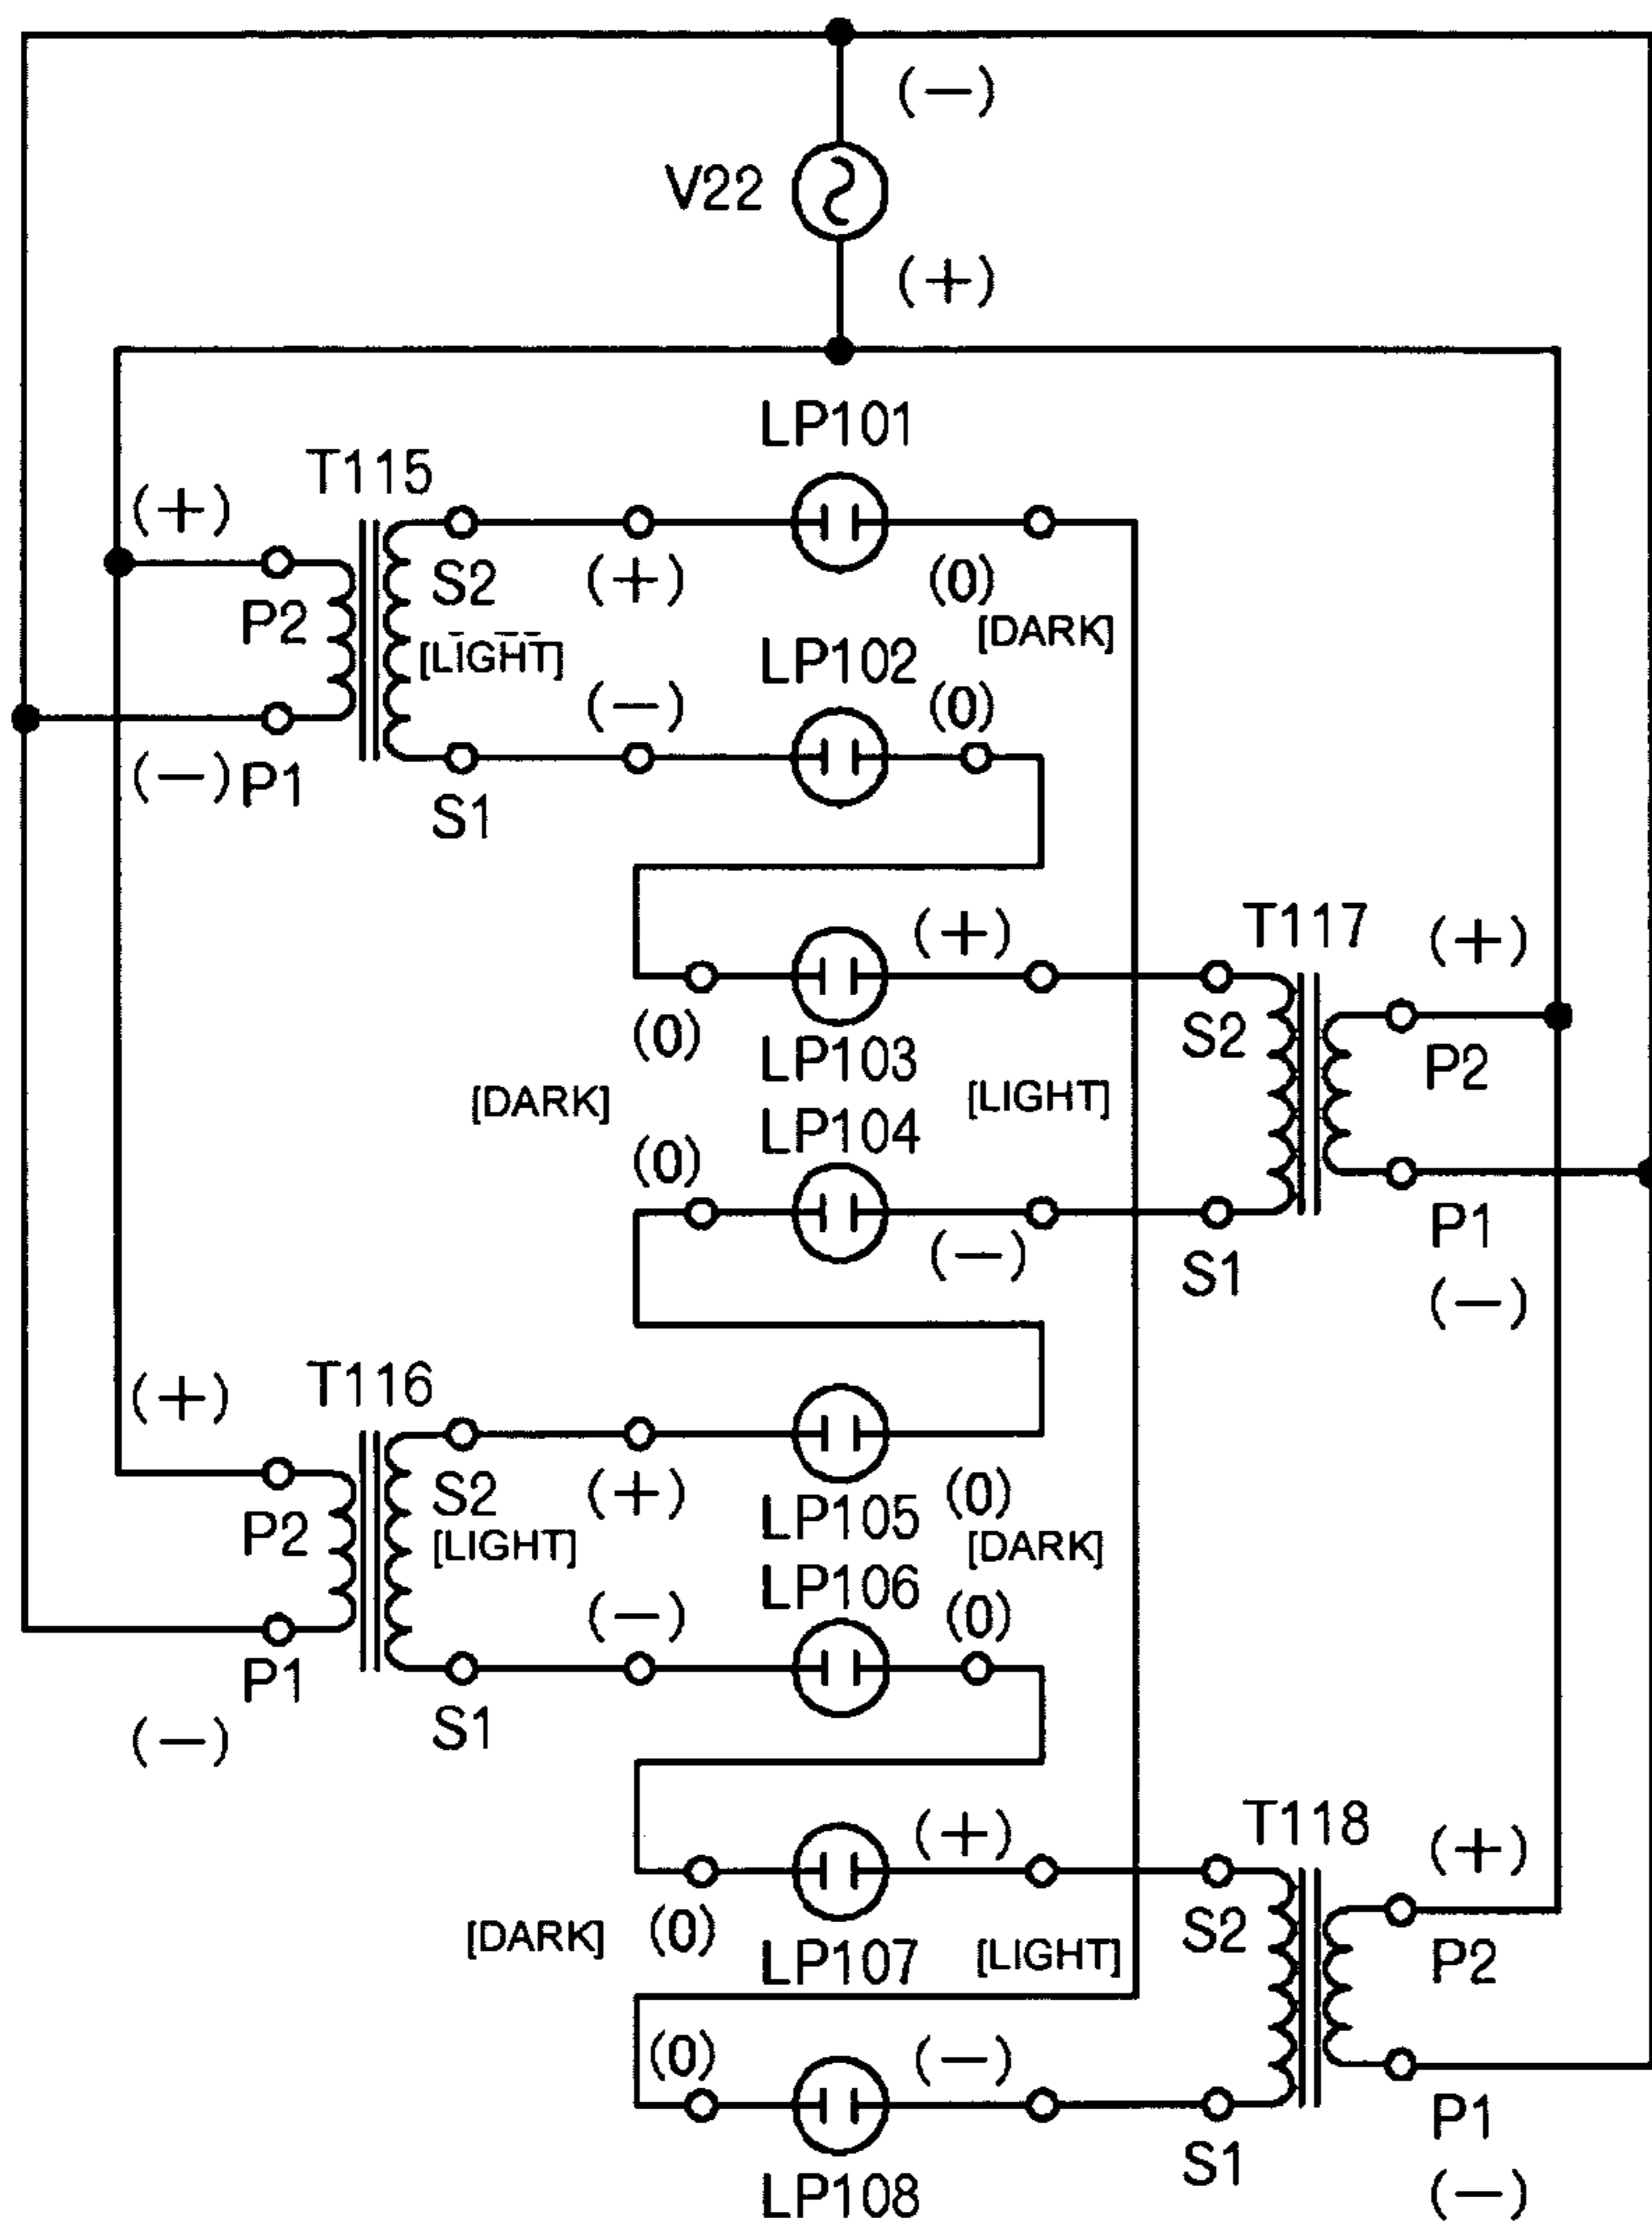 (−)
V22
(+)
LP101
T115
(+)
S2
(+)
(0)
P2
[DARK]
[LIGHT]
LP102
(−)
(0)
(−)
P1
S1
T117
(+)
(+)
(0)
LP103
S2
P2
[DARK]
[LIGHT]
LP104
(0)
(−)
P1
S1
(−)
T116
(+)
S2
(+)
(0)
P2
LP105
[LIGHT]
[DARK]
LP106
(−)
(0)
P1
S1
(−)
T118
(+)
(+)
[DARK]
(0)
LP107
[LIGHT]
S2
P2
(0)
(−)
P1
S1
LP108
(−)